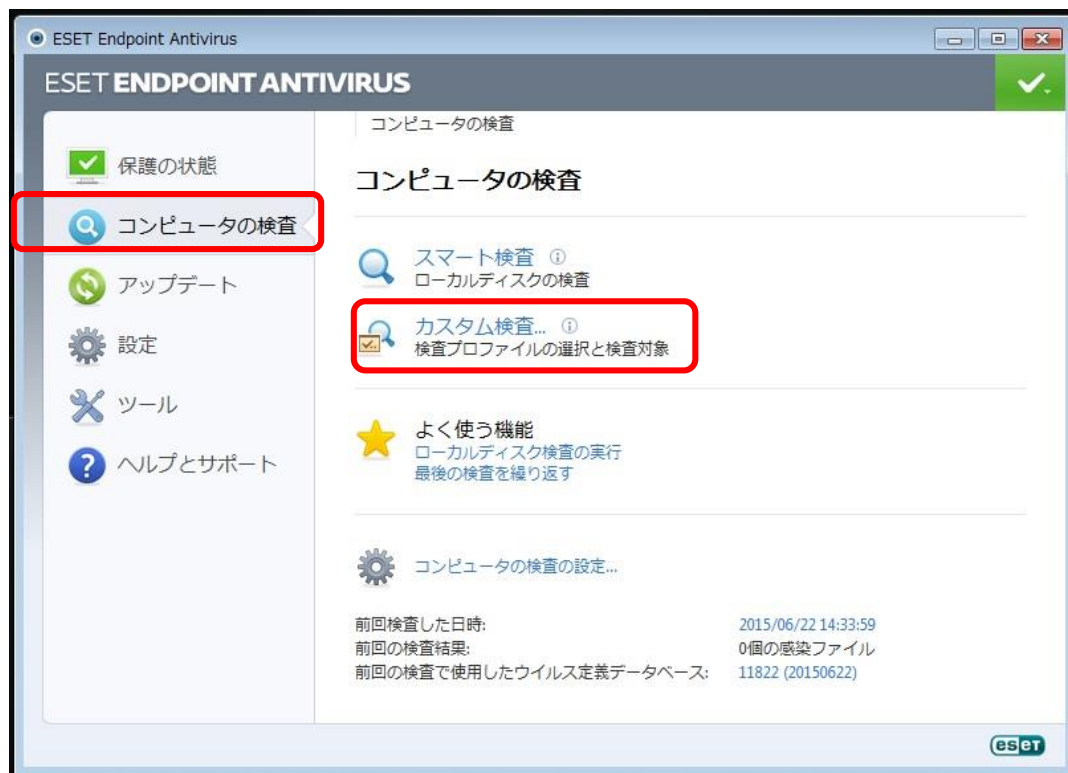 ESET Endpoint Antivirus
ESET ENDPOINT ANTIVIRUS
コンピュータの検査
保護の状態
コンピュータの検査
アップデート
設定
ツール
ヘルプとサポート
コンピュータの検査
スマート検査
ローカルディスクの検査
カスタム検査...
検査プロファイルの選択と検査対象
よく使う機能
ローカルディスク検査の実行
最後の検査を繰り返す
コンピュータの検査の設定...
前回検査した日時: 2015/06/22 14:33:59
前回の検査結果: 0個の感染ファイル
前回の検査で使用したウイルス定義データベース: 11822 (20150622)
eset